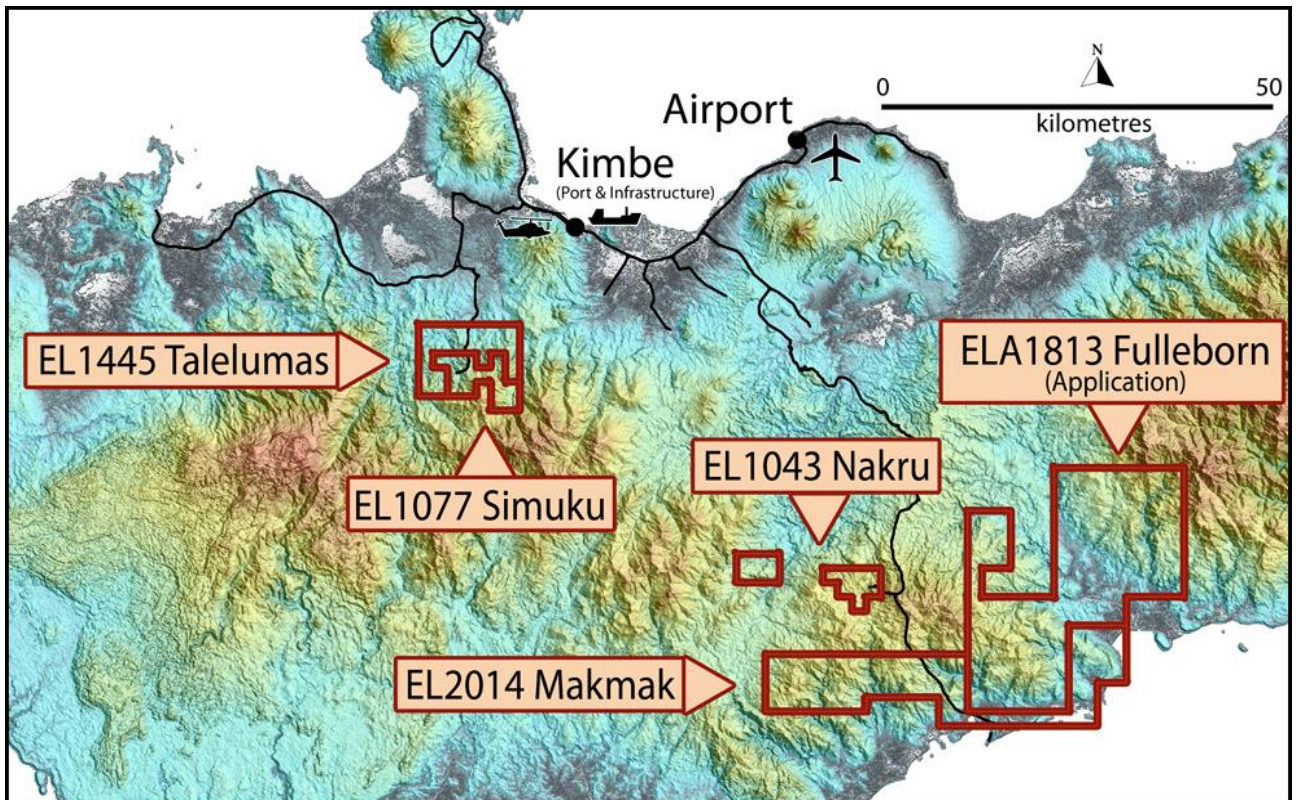 N
0 50
kilometres
Airport
Kimbe
(Port & Infrastructure)
EL1445 Talelumas
ELA1813 Fulleborn
(Application)
EL1043 Nakru
EL1077 Simuku
EL2014 Makmak